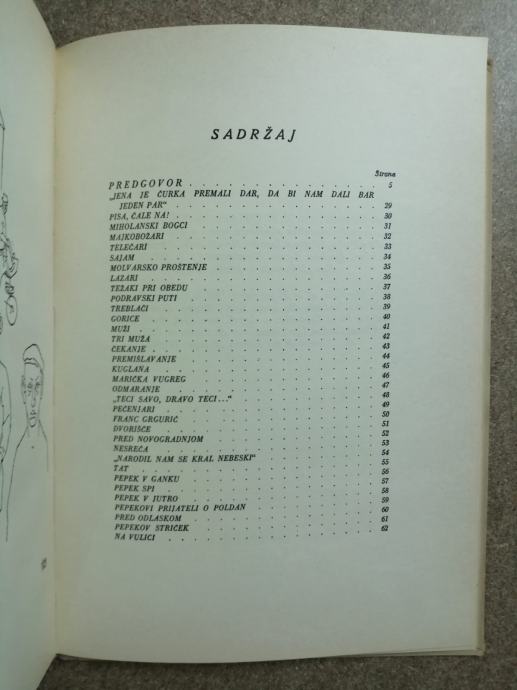 SADRŽAJ
Strana
PREDGOVOR . . . 5
„JENA JE ČURKA PREMALI DAR, DA BI NAM DALI BAR
JEDEN PAR“ . . . 29
PISA, ČALE NA! . . . 30
MIHOLANSKI BOGCI . . . 31
MAJKOBOŽARI . . . 32
TELEČARI . . . 33
SAJAM . . . 34
MOLVARSKO PROŠTENJE . . . 35
LAZARI . . . 36
TEŽAKI PRI OBEDU . . . 37
PODRAVSKI PUTI . . . 38
TREBLAČI . . . 39
GORICE . . . 40
MUŽI . . . 41
TRI MUŽA . . . 42
ČEKANJE . . . 43
PREMIŠLAVANJE . . . 44
KUGLANA . . . 45
MARIČKA VUGREG . . . 46
ODMARANJE . . . 47
„TECI SAVO, DRAVO TECI...“ . . . 48
PEČENJARI . . . 49
FRANC GRGURIČ . . . 50
DVORIŠČE . . . 51
PRED NOVOGRADNJOM . . . 52
NESREČA . . . 53
„NARODIL NAM SE KRAL NEBESKI“ . . . 54
TAT . . . 55
PEPEK V GANKU . . . 56
PEPEK SPI . . . 57
PEPEK V JUTRO . . . 58
PEPEKOVI PRIJATELI O POLDAN . . . 59
PRED ODLASKOM . . . 60
PEPEKOV STRIČEK . . . 61
NA VULICI . . . 62